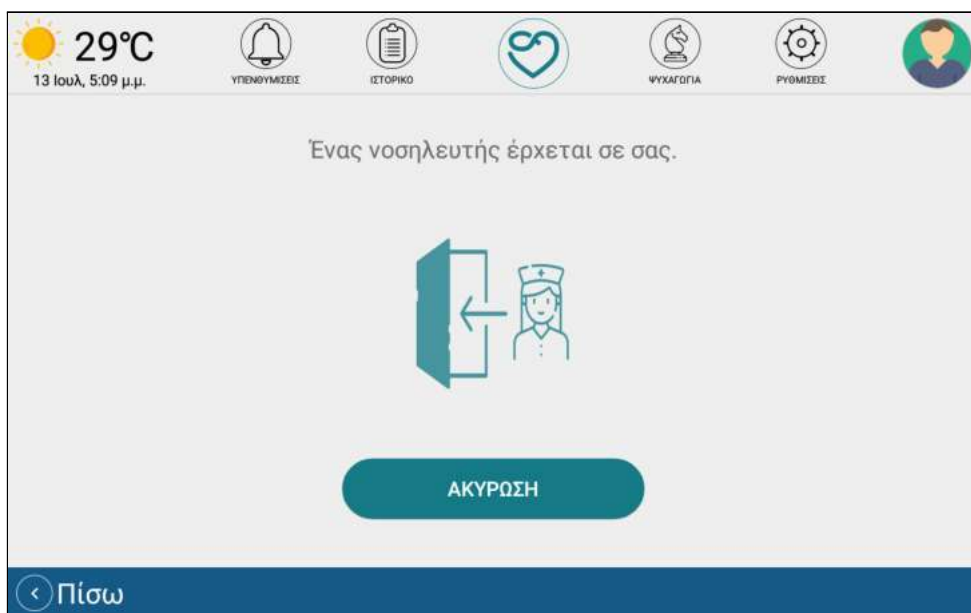 29°C
13 Ιουλ, 5:09 μ.μ.
ΥΠΕΝΘΥΜΙΣΕΙΣ
ΙΣΤΟΡΙΚΟ
ΨΥΧΑΓΩΓΙΑ
ΡΥΘΜΙΣΕΙΣ
Ένας νοσηλευτής έρχεται σε σας.
ΑΚΥΡΩΣΗ
Πίσω